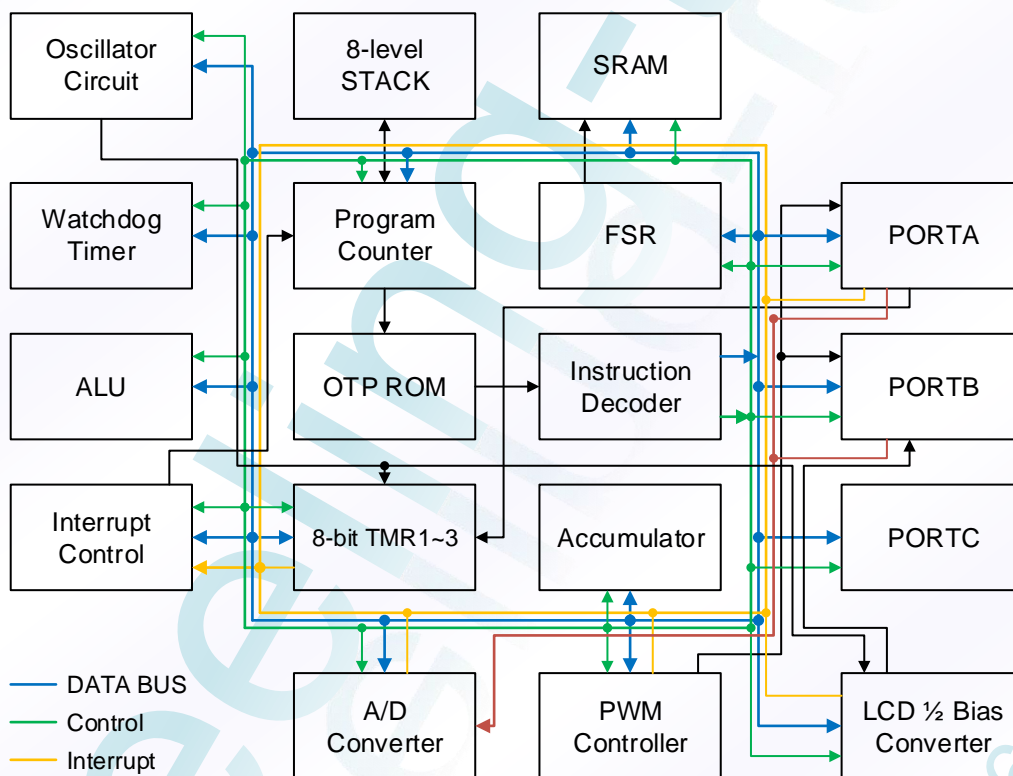 Oscillator
Circuit
8-level
STACK
SRAM
Watchdog
Timer
Program
Counter
FSR
PORTA
ALU
OTP ROM
Instruction
Decoder
PORTB
Interrupt
Control
8-bit TMR1~3
Accumulator
PORTC
DATA BUS
Control
Interrupt
A/D
Converter
PWM
Controller
LCD ½ Bias
Converter